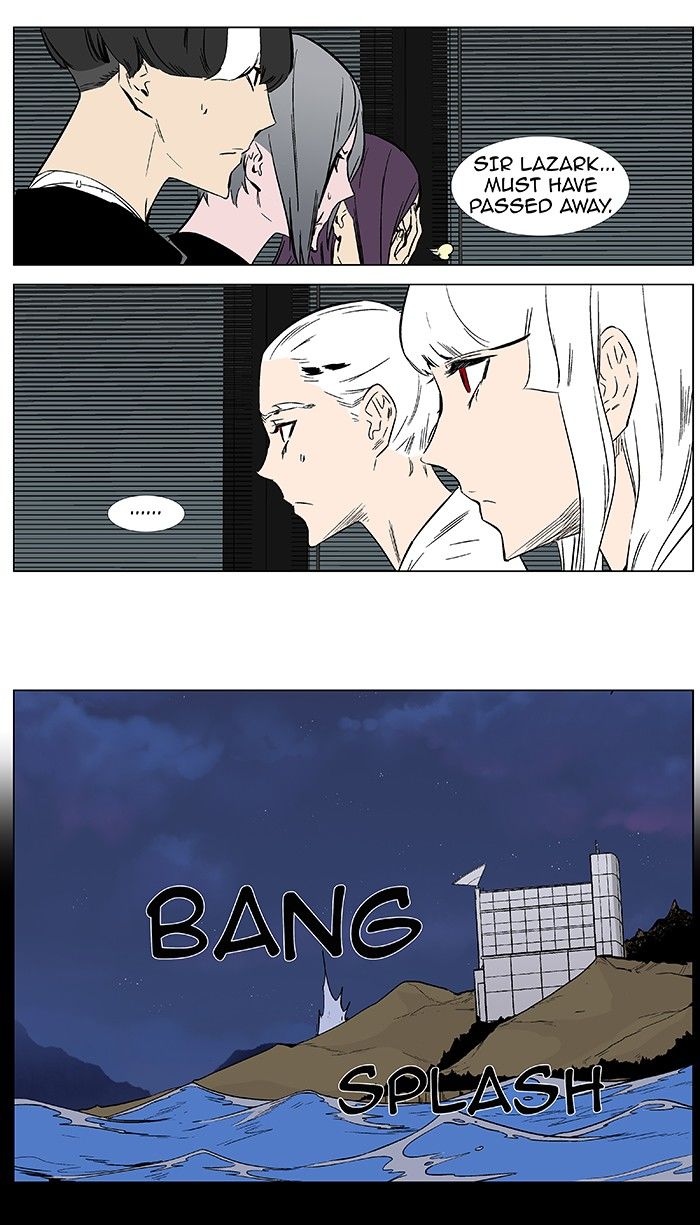 SIR LAZARK...
MUST HAVE
PASSED AWAY.
......
BANG
SPLASH